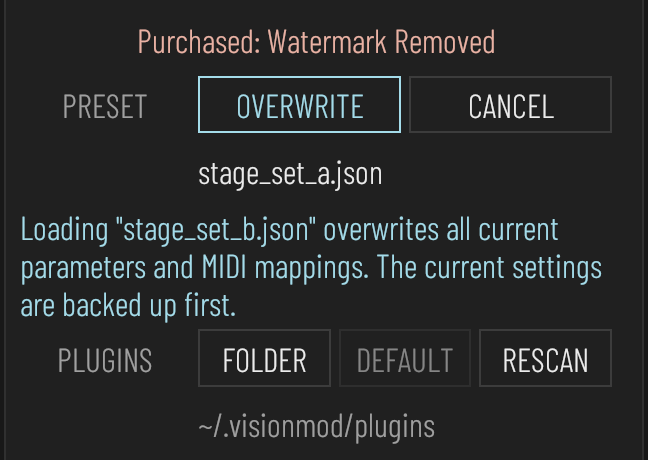 Purchased: Watermark Removed
PRESET OVERWRITE CANCEL
stage_set_a.json
Loading "stage_set_b.json" overwrites all current
parameters and MIDI mappings. The current settings
are backed up first.
PLUGINS FOLDER DEFAULT RESCAN
~/.visionmod/plugins